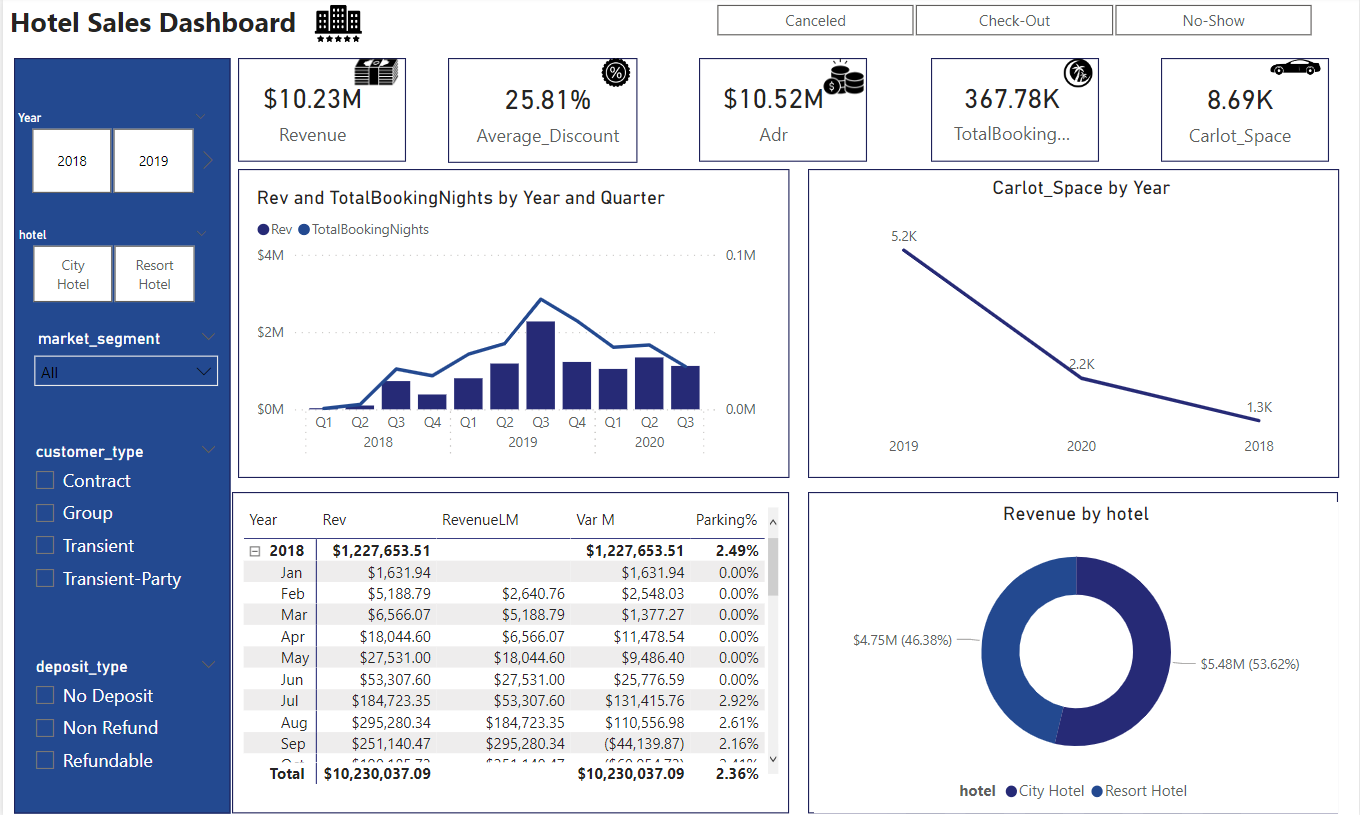 Hotel Sales Dashboard
Canceled
Check-Out
No-Show
$10.23M
Revenue
25.81%
Average_Discount
$10.52M
Adr
367.78K
TotalBooking...
8.69K
Carlot_Space
Year
2018
2019
hotel
City
Hotel
Resort
Hotel
market_segment
All
customer_type
Contract
Group
Transient
Transient-Party
deposit_type
No Deposit
Non Refund
Refundable
Rev and TotalBookingNights by Year and Quarter
Rev TotalBookingNights
$4M 0.1M
$2M
$0M 0.0M
Q1 Q2 Q3 Q4 Q1 Q2 Q3 Q4 Q1 Q2 Q3
2018 2019 2020
Carlot_Space by Year
5.2K
2.2K
1.3K
2019 2020 2018
Year Rev RevenueLM Var M Parking%
2018 $1,227,653.51 $1,227,653.51 2.49%
Jan $1,631.94 $1,631.94 0.00%
Feb $5,188.79 $2,640.76 $2,548.03 0.00%
Mar $6,566.07 $5,188.79 $1,377.27 0.00%
Apr $18,044.60 $6,566.07 $11,478.54 0.00%
May $27,531.00 $18,044.60 $9,486.40 0.00%
Jun $53,307.60 $27,531.00 $25,776.59 0.00%
Jul $184,723.35 $53,307.60 $131,415.76 2.92%
Aug $295,280.34 $184,723.35 $110,556.98 2.61%
Sep $251,140.47 $295,280.34 ($44,139.87) 2.16%
Total $10,230,037.09 $10,230,037.09 2.36%
Revenue by hotel
$4.75M (46.38%)
$5.48M (53.62%)
hotel City Hotel Resort Hotel